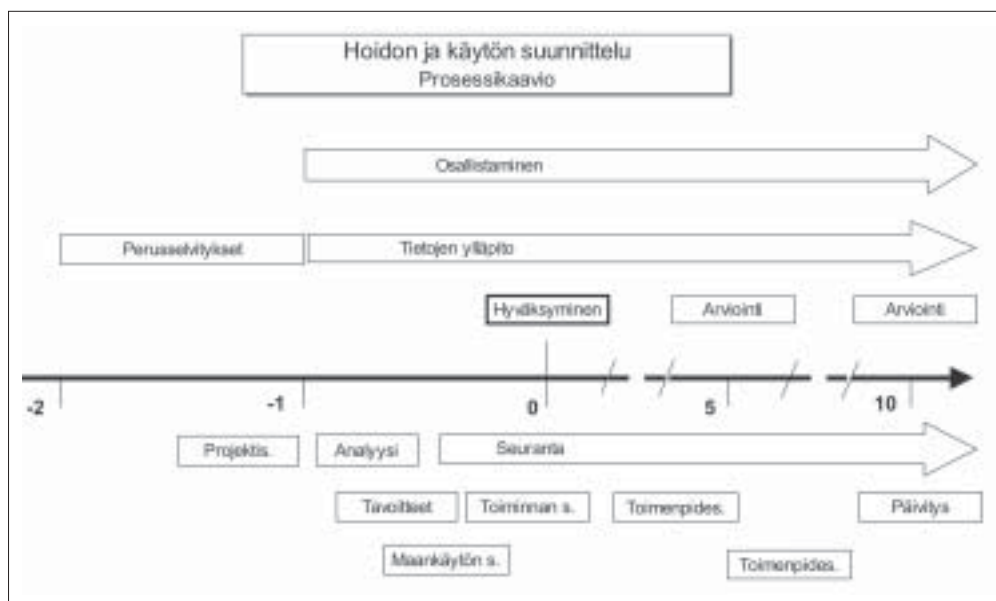 Hoidon ja käytön suunnittelu
Prosessikaavio
Osallistaminen
Perusselvitykset
Tietojen ylläpito
Hyväksyminen
Arviointi
Arviointi
-2
-1
0
5
10
Projektis.
Analyysi
Seuranta
Tavoitteet
Toiminnan s.
Toimenpides.
Päivitys
Maankäytön s.
Toimenpides.